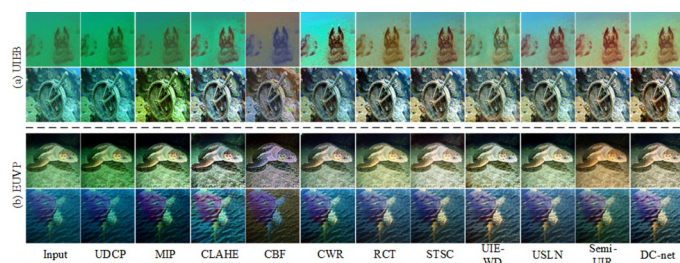 (a) UIEB
(b) EUVP
Input UDCP MIP CLAHE CBF CWR RCT STSC UIE-WD USLN Semi-UIR DC-net